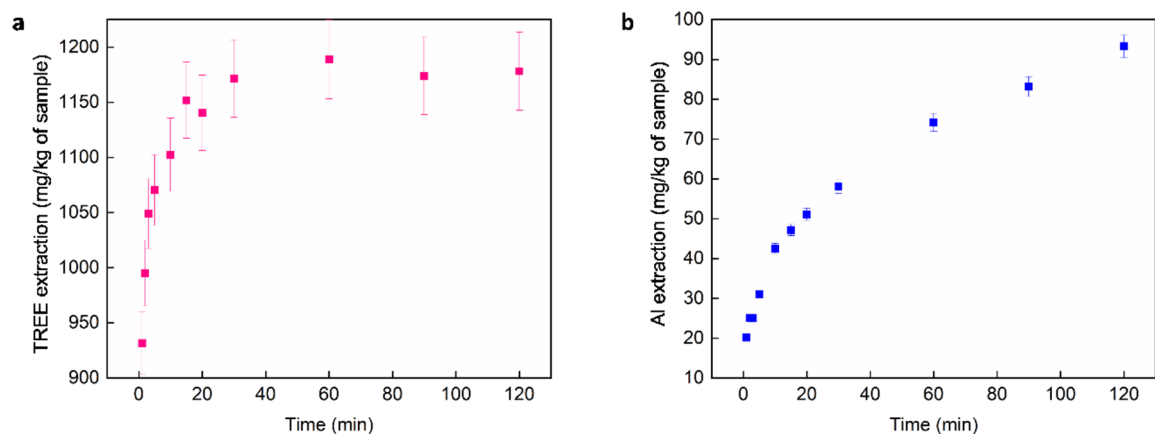 a
1200
1150
1100
1050
1000
950
900
TREE extraction (mg/kg of sample)
0 20 40 60 80 100 120
Time (min)
b
100
90
80
70
60
50
40
30
20
10
Al extraction (mg/kg of sample)
0 20 40 60 80 100 120
Time (min)